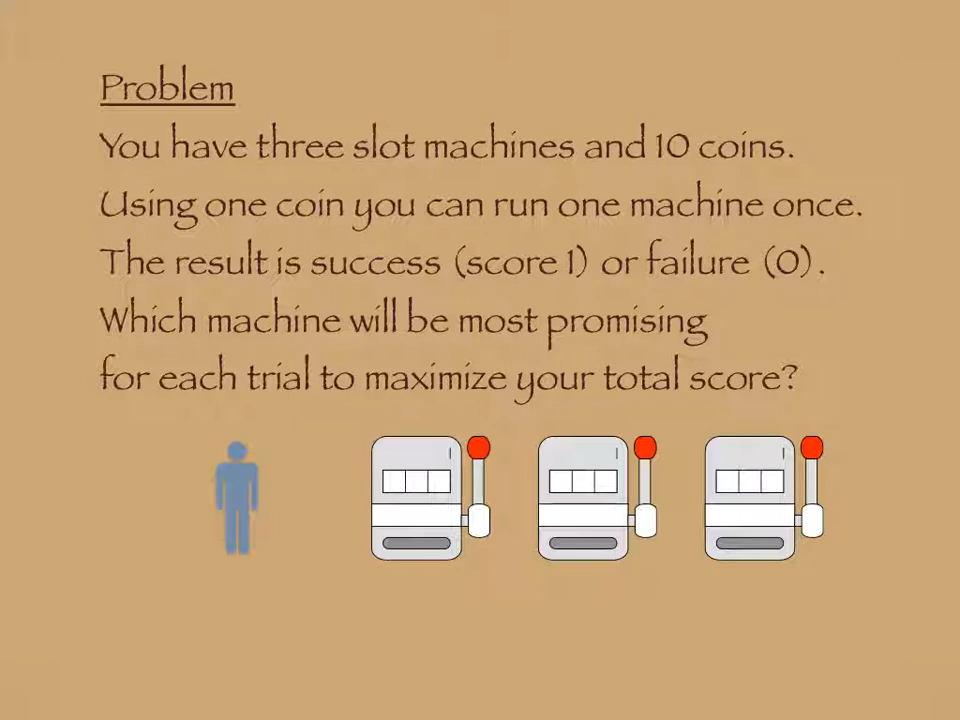 Problem
You have three slot machines and 10 coins.
Using one coin you can run one machine once.
The result is success (score 1) or failure (0).
Which machine will be most promising
for each trial to maximize your total score?